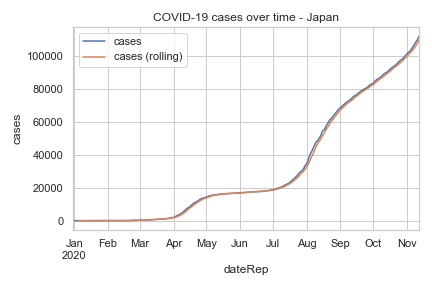 COVID-19 cases over time - Japan
cases
cases (rolling)
100000
80000
60000
40000
20000
0
cases
Jan Feb Mar Apr May Jun Jul Aug Sep Oct Nov
2020
dateRep